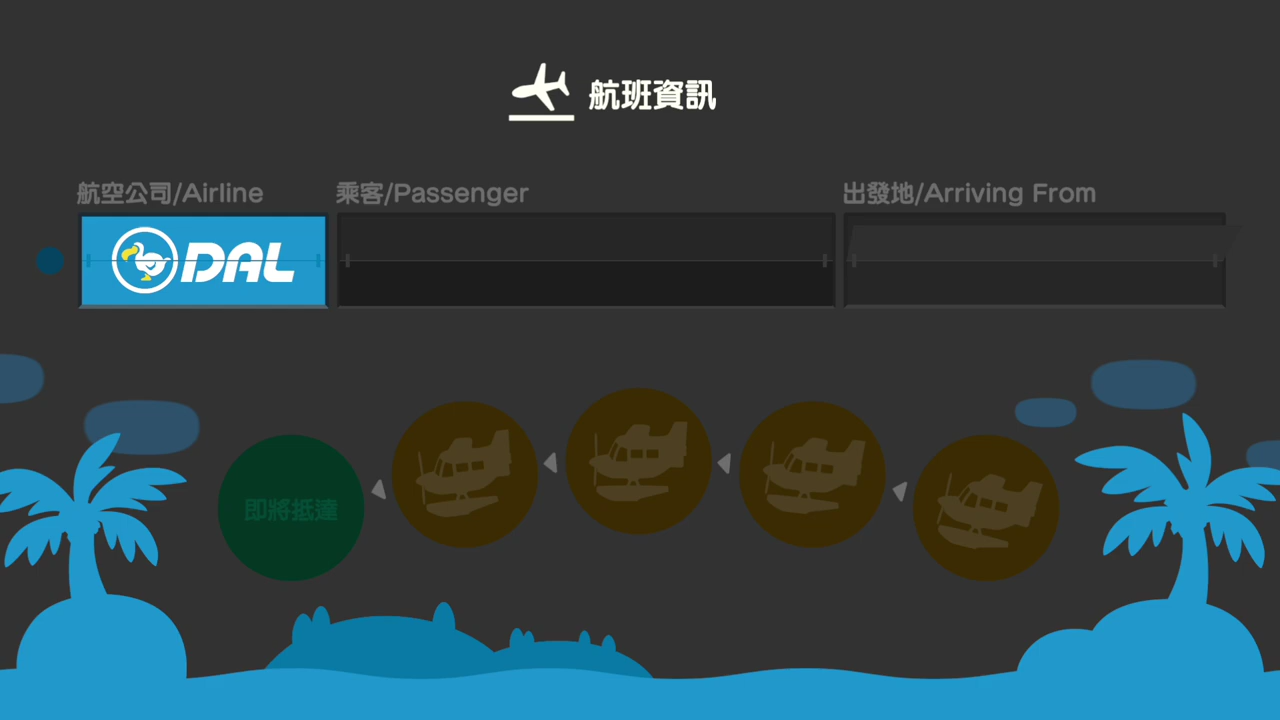 航班資訊
航空公司/Airline
乘客/Passenger
出發地/Arriving From
DAL
即將抵達